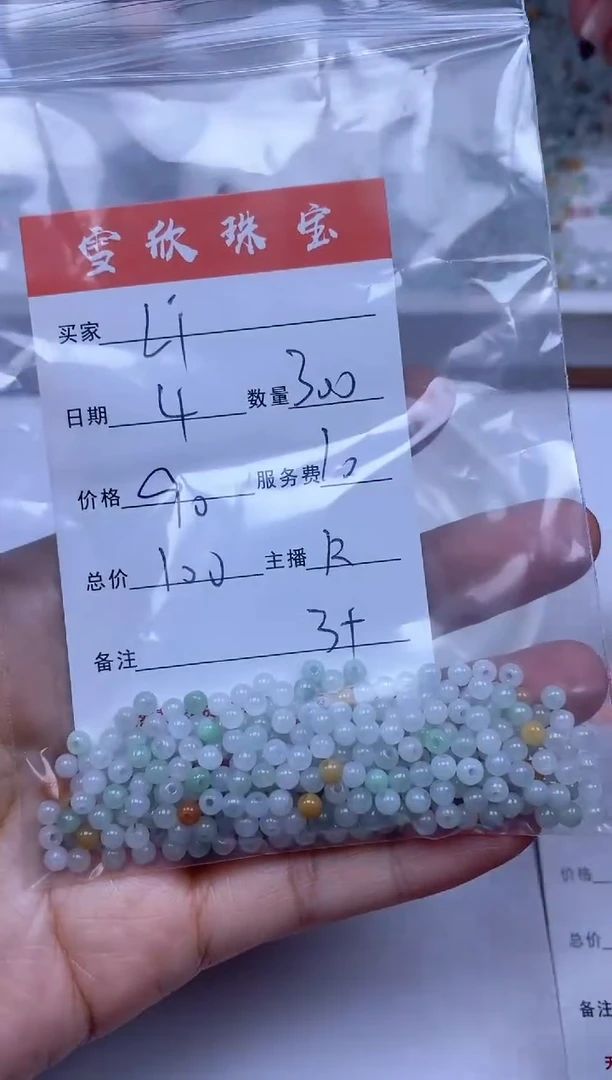 雪欣珠宝
买家 Li
日期 4 数量 300
价格 90 服务费 10
总价 100 主播 R
备注 3+
价格
总价
备注